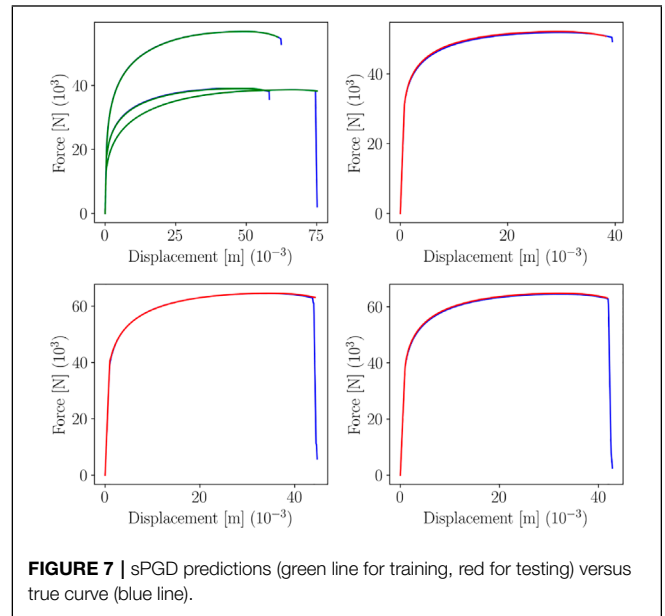 40
20
0
Force [N] (10³)
0 25 50 75
Displacement [m] (10⁻³)
40
20
0
Force [N] (10³)
0 20 40
Displacement [m] (10⁻³)
60
40
20
0
Force [N] (10³)
0 20 40
Displacement [m] (10⁻³)
60
40
20
0
Force [N] (10³)
0 20 40
Displacement [m] (10⁻³)
FIGURE 7 | sPGD predictions (green line for training, red for testing) versus
true curve (blue line).